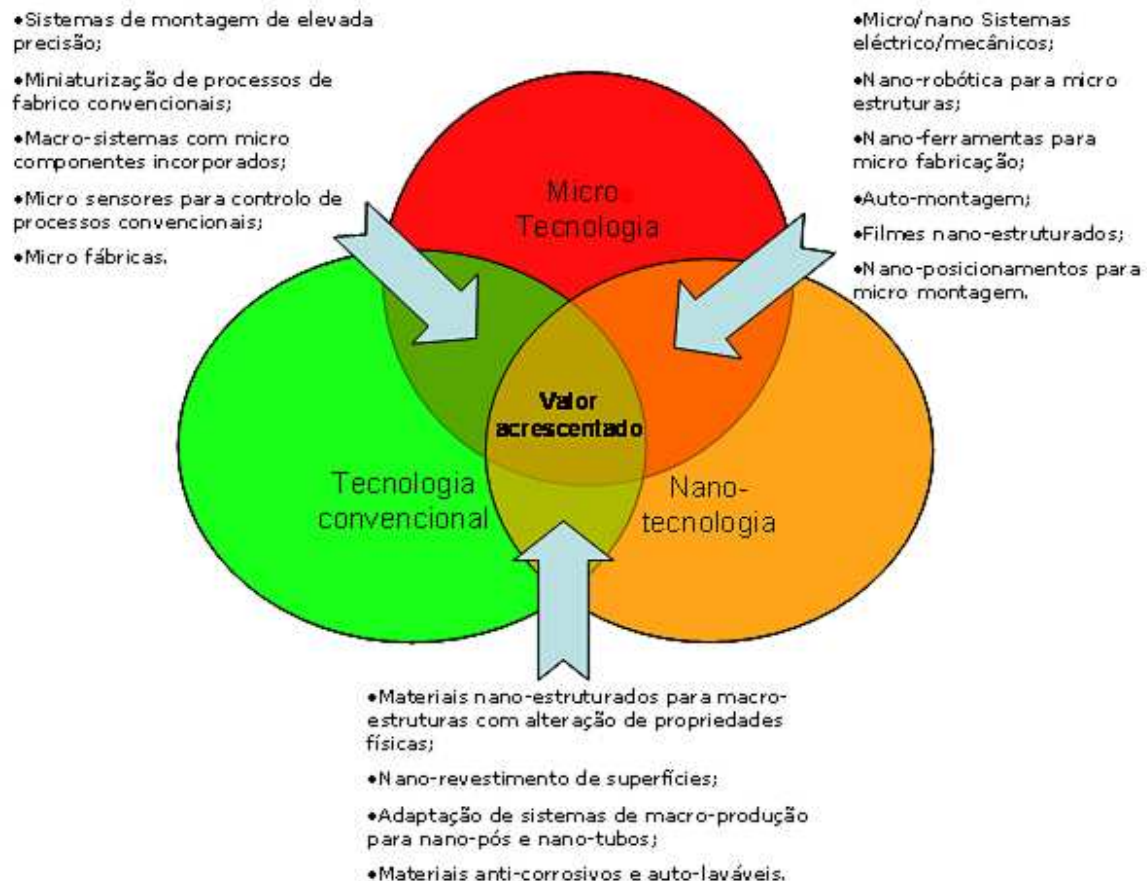 •Sistemas de montagem de elevada
precisão;
•Miniaturização de processos de
fabrico convencionais;
•Macro-sistemas com micro
componentes incorporados;
•Micro sensores para controlo de
processos convencionais;
•Micro fábricas.
•Micro/nano Sistemas
eléctrico/mecânicos;
•Nano-robótica para micro
estruturas;
•Nano-ferramentas para
micro fabricação;
•Auto-montagem;
•Filmes nano-estruturados;
•Nano-posicionamentos para
micro montagem.
Micro
Tecnologia
Valor
acrescentado
Tecnologia
convencional
Nano-
tecnologia
•Materiais nano-estruturados para macro-
estruturas com alteração de propriedades
físicas;
•Nano-revestimento de superfícies;
•Adaptação de sistemas de macro-produção
para nano-pós e nano-tubos;
•Materiais anti-corrosivos e auto-laváveis.